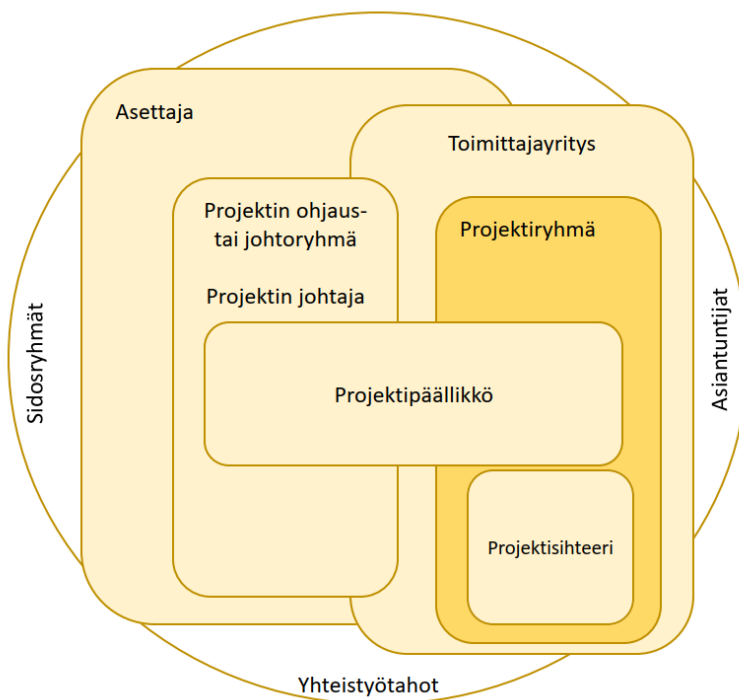 Asettaja
Toimittajayritys
Projektin ohjaus-
tai johtoryhmä
Projektiryhmä
Projektin johtaja
Sidosryhmät
Asiantuntijat
Projektipäällikkö
Projektisihteeri
Yhteistyötahot